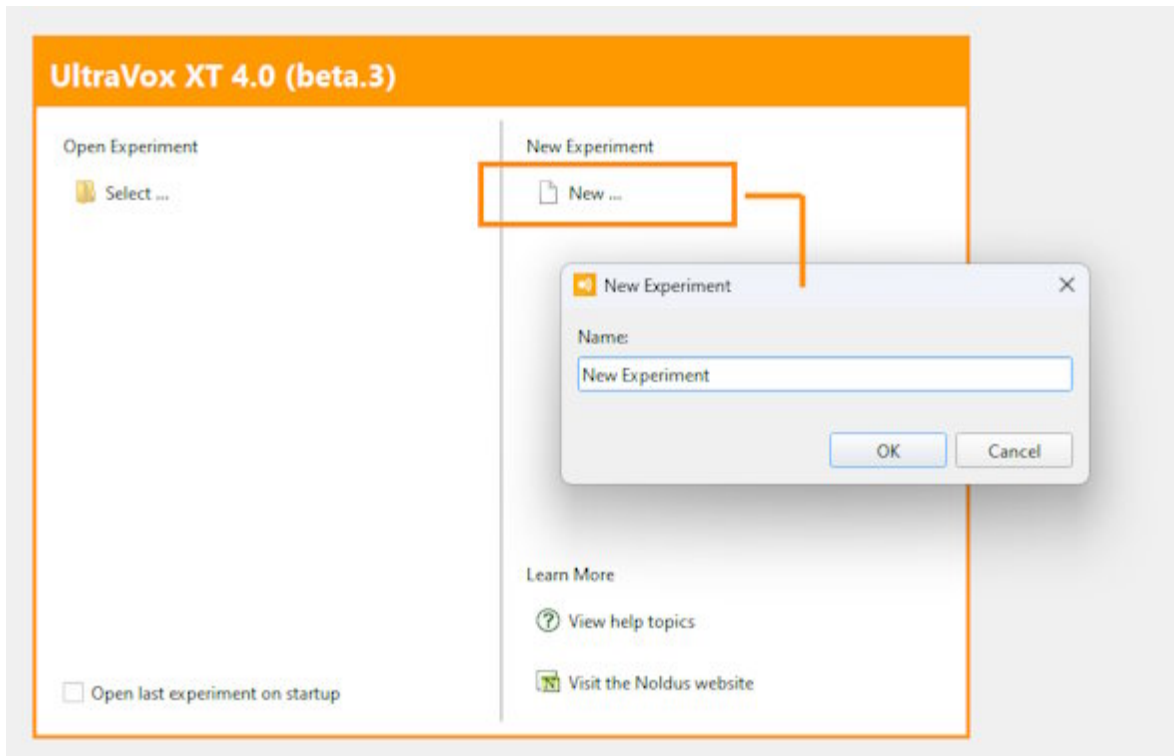 UltraVox XT 4.0 (beta.3)
Open Experiment
Select ...
Open last experiment on startup
New Experiment
New ...
New Experiment
Name:
New Experiment
OK
Cancel
Learn More
View help topics
Visit the Noldus website